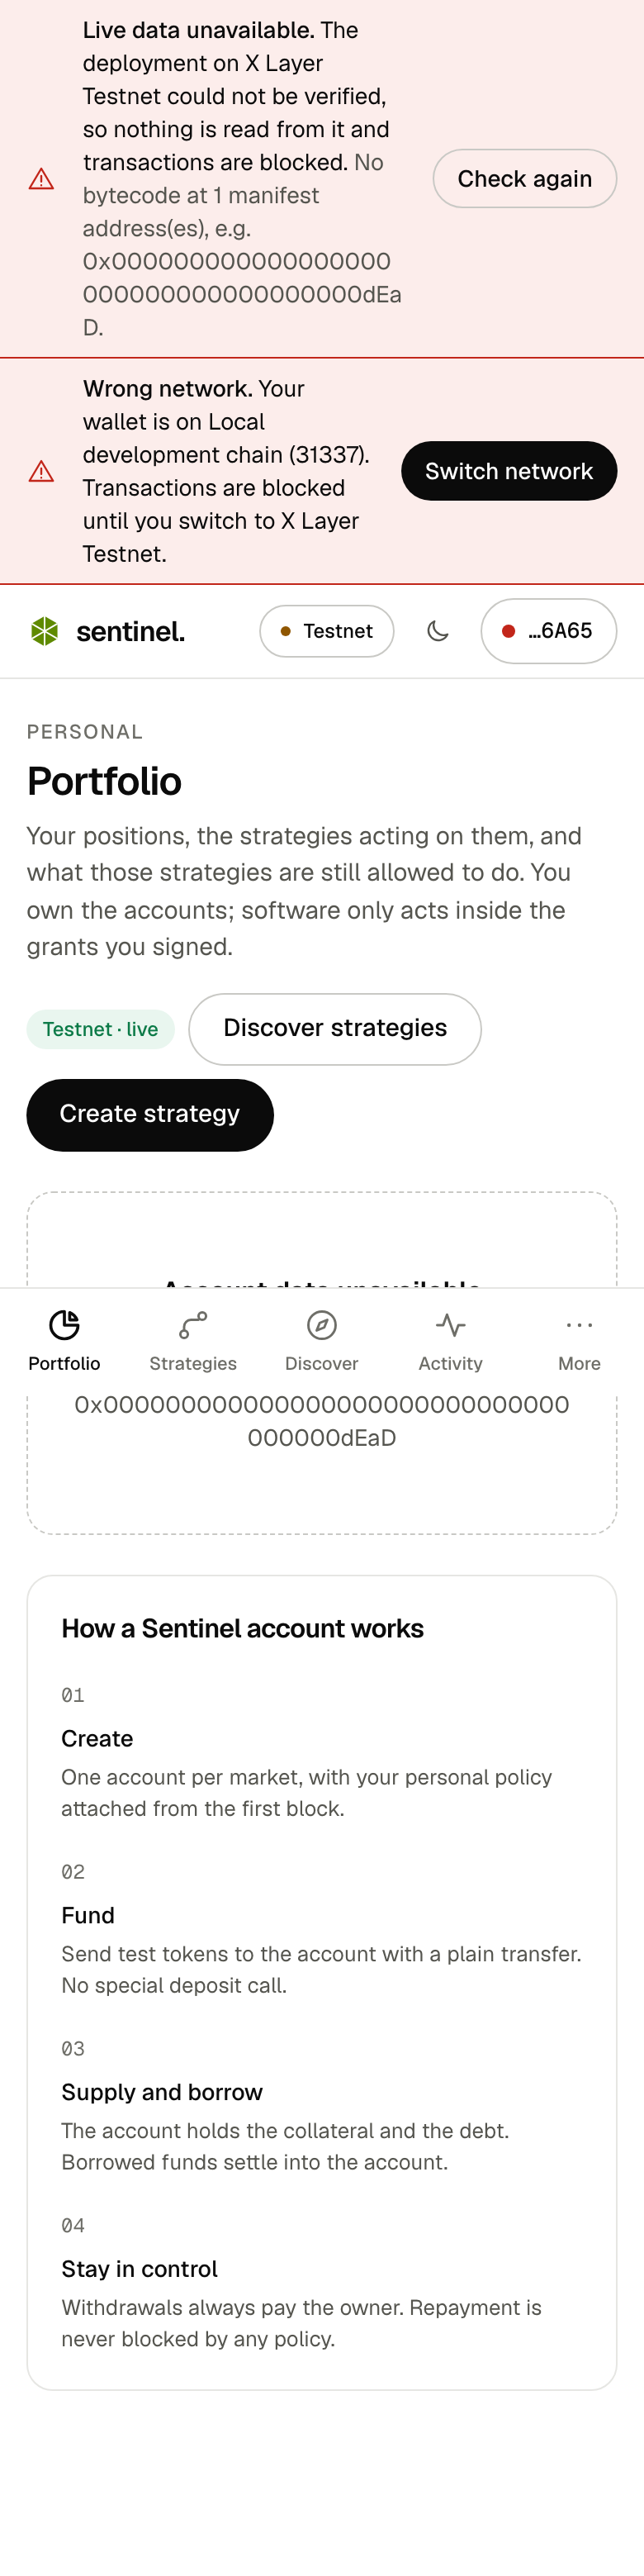 Live data unavailable. The
deployment on X Layer
Testnet could not be verified,
so nothing is read from it and
transactions are blocked. No
bytecode at 1 manifest
address(es), e.g.
0x000000000000000000
000000000000000000dEa
D.
Check again
Wrong network. Your
wallet is on Local
development chain (31337).
Transactions are blocked
until you switch to X Layer
Testnet.
Switch network
sentinel.
Testnet
...6A65
PERSONAL
Portfolio
Your positions, the strategies acting on them, and
what those strategies are still allowed to do. You
own the accounts; software only acts inside the
grants you signed.
Testnet · live
Discover strategies
Create strategy
Account data unavailable
Portfolio
Strategies
Discover
Activity
More
0x000000000000000000000000000000
000000dEaD
How a Sentinel account works
01
Create
One account per market, with your personal policy
attached from the first block.
02
Fund
Send test tokens to the account with a plain transfer.
No special deposit call.
03
Supply and borrow
The account holds the collateral and the debt.
Borrowed funds settle into the account.
04
Stay in control
Withdrawals always pay the owner. Repayment is
never blocked by any policy.